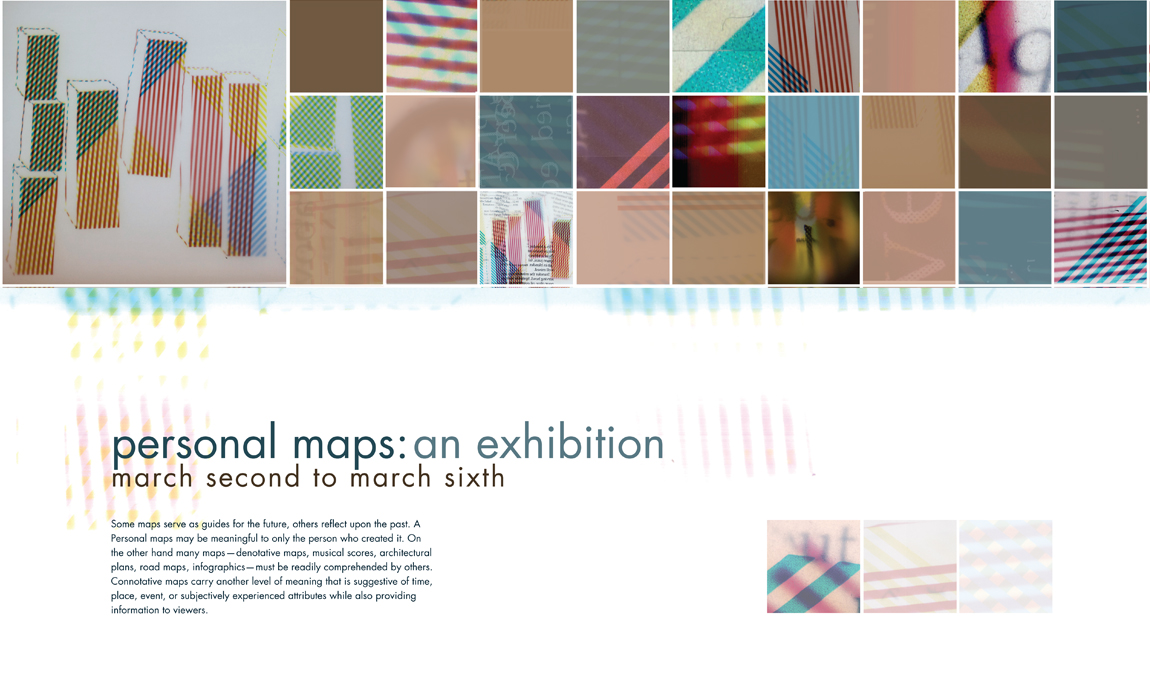 personal maps: an exhibition
march second to march sixth
Some maps serve as guides for the future, others reflect upon the past. A
Personal maps may be meaningful to only the person who created it. On
the other hand many maps—denotative maps, musical scores, architectural
plans, road maps, infographics—must be readily comprehended by others.
Connotative maps carry another level of meaning that is suggestive of time,
place, event, or subjectively experienced attributes while also providing
information to viewers.